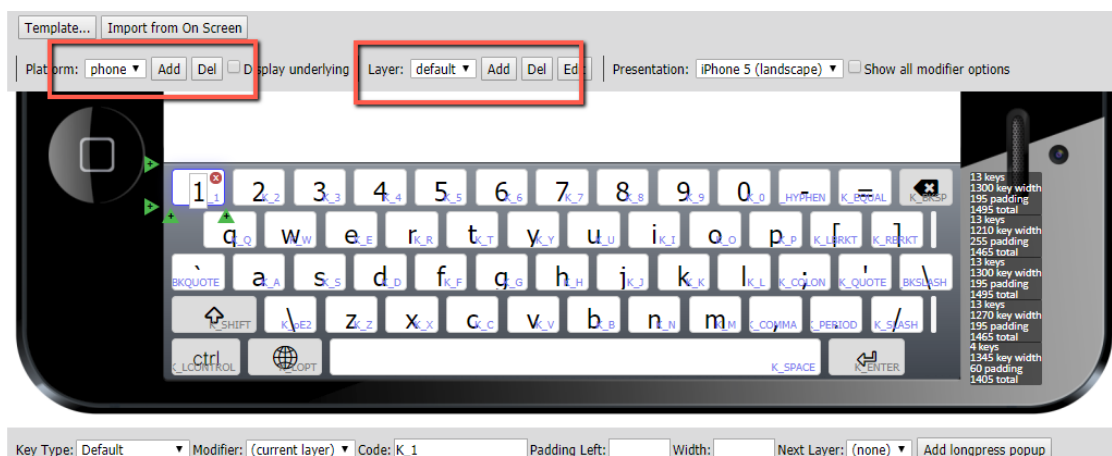 Template... Import from On Screen
Platform: phone Add Del Display underlying Layer: default Add Del Edit Presentation: iPhone 5 (landscape) Show all modifier options
1 2 3 4 5 6 7 8 9 0 - =
K_1 K_2 K_3 K_4 K_5 K_6 K_7 K_8 K_9 K_0 _HYPHEN K_EQUAL K_BKSP
q w e r t y u i o p [ ]
K_Q K_W K_E K_R K_T K_Y K_U K_I K_O K_P K_LBRKT K_RBRKT
` a s d f g h j k l ; ' \
BKQUOTE K_A K_S K_D K_F K_G K_H K_J K_K K_L K_COLON K_QUOTE BKSLASH
\ z x c v b n m , . /
K_SHIFT K_oE2 K_Z K_X K_C K_V K_B K_N K_M K_COMMA K_PERIOD K_SLASH
ctrl
K_LCONTROL K_LOPT K_SPACE K_ENTER
13 keys
1300 key width
195 padding
1495 total
13 keys
1210 key width
255 padding
1465 total
13 keys
1300 key width
195 padding
1495 total
13 keys
1270 key width
195 padding
1465 total
4 keys
1345 key width
60 padding
1405 total
Key Type: Default Modifier: (current layer) Code: K_1 Padding Left: Width: Next Layer: (none) Add longpress popup